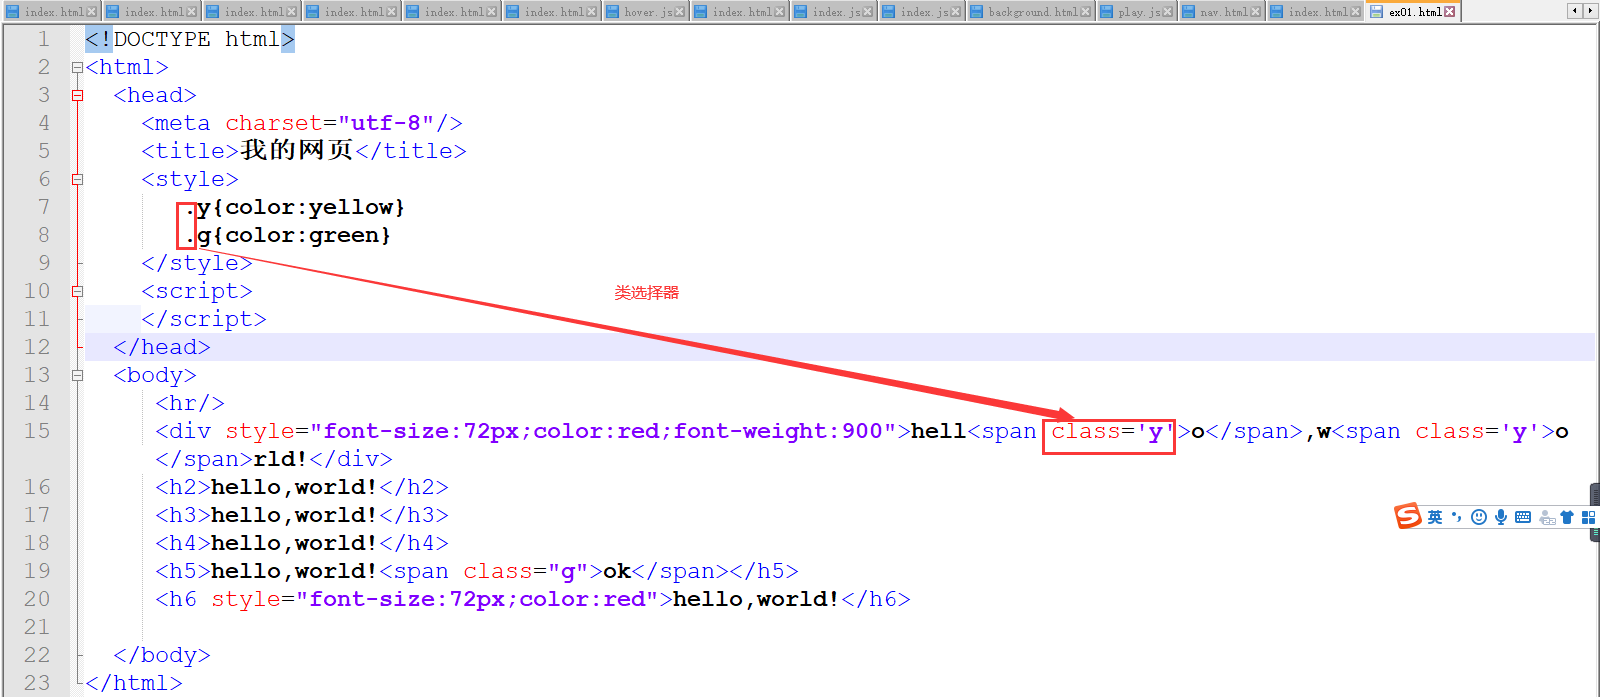 index.html index.html index.html index.html index.html index.html hover.js index.html index.js index.js background.html play.js nav.html index.html ex01.html
1 <!DOCTYPE html>
2 <html>
3 <head>
4 <meta charset="utf-8"/>
5 <title>我的网页</title>
6 <style>
7 .y{color:yellow}
8 .g{color:green}
9 </style>
10 <script>
类选择器
11 </script>
12 </head>
13 <body>
14 <hr/>
15 <div style="font-size:72px;color:red;font-weight:900">hell<span class='y'>o</span>,w<span class='y'>o
</span>rld!</div>
16 <h2>hello,world!</h2>
17 <h3>hello,world!</h3>
英
18 <h4>hello,world!</h4>
19 <h5>hello,world!<span class="g">ok</span></h5>
20 <h6 style="font-size:72px;color:red">hello,world!</h6>
21
22 </body>
23 </html>